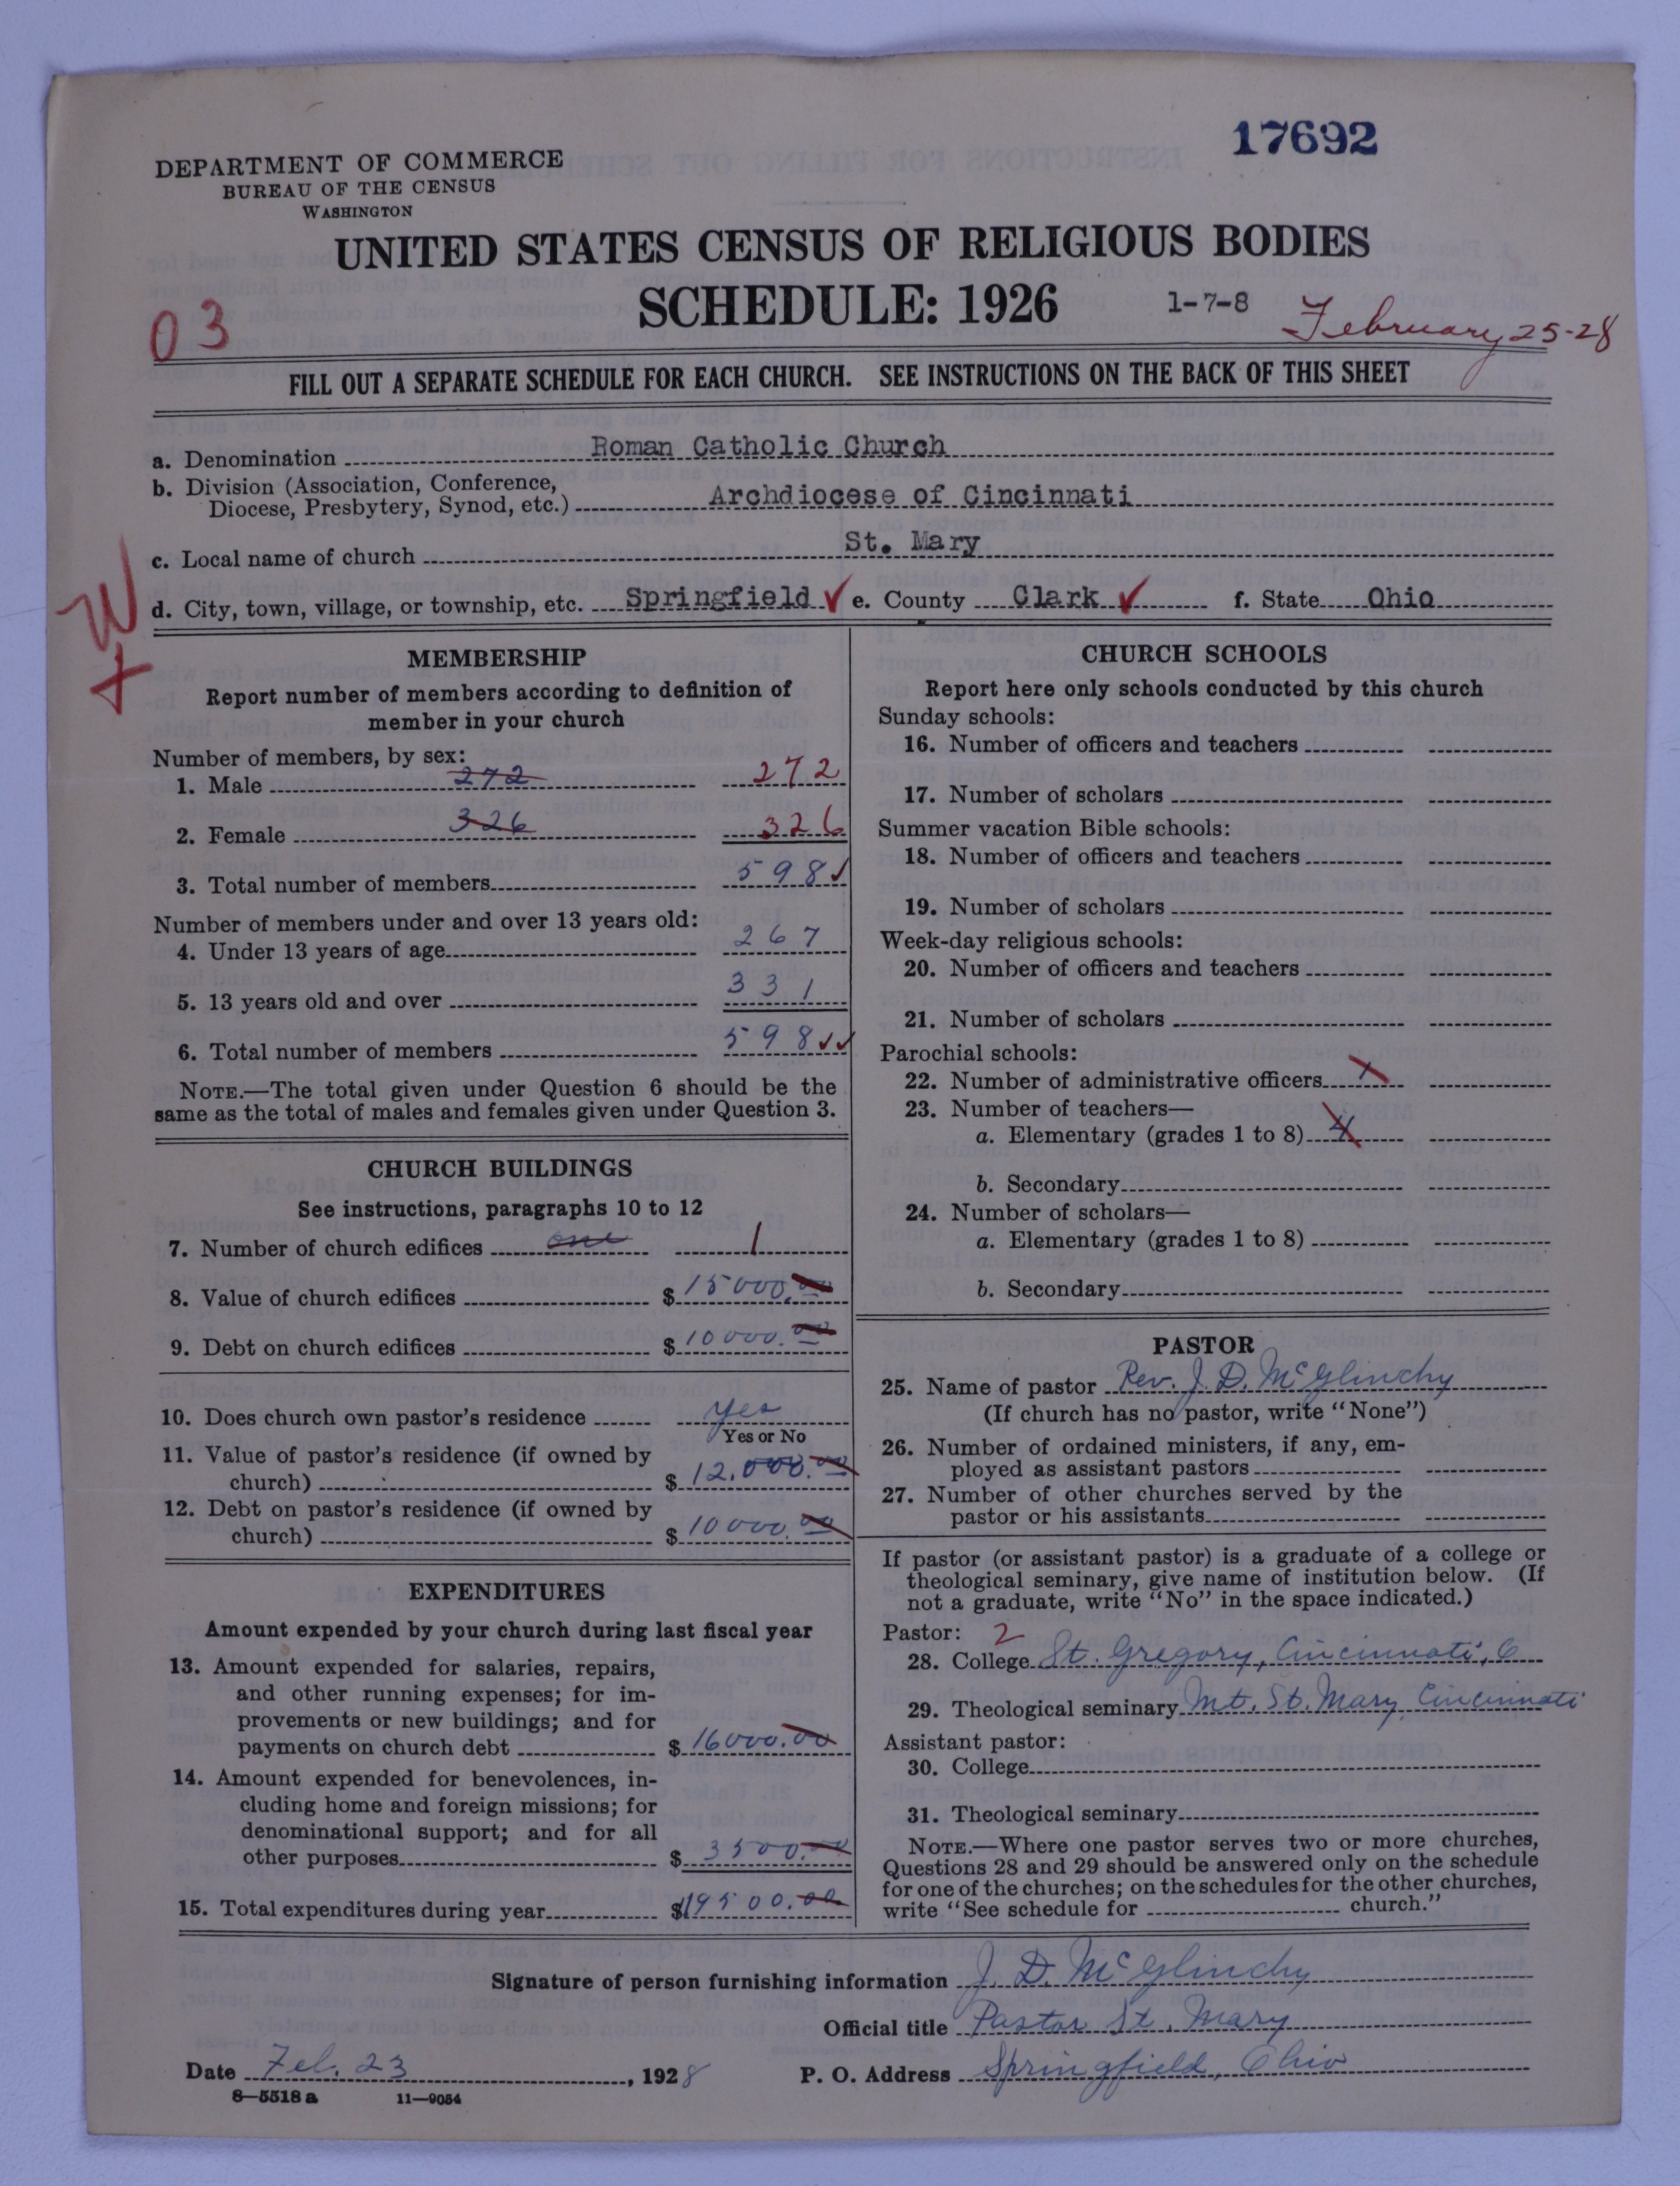 17692
DEPARTMENT OF COMMERCE
BUREAU OF THE CENSUS
WASHINGTON
UNITED STATES CENSUS OF RELIGIOUS BODIES
SCHEDULE: 1926
1-7-8
February 25-28
03
FILL OUT A SEPARATE SCHEDULE FOR EACH CHURCH. SEE INSTRUCTIONS ON THE BACK OF THIS SHEET
a. Denomination Roman Catholic Church
b. Division (Association, Conference,
Diocese, Presbytery, Synod, etc.) Archdiocese of Cincinnati
c. Local name of church St. Mary
d. City, town, village, or township, etc. Springfield ✓ e. County Clark ✓ f. State Ohio
MEMBERSHIP
Report number of members according to definition of
member in your church
Number of members, by sex:
1. Male 272 272
2. Female 326 326
3. Total number of members 598 ✓
Number of members under and over 13 years old:
4. Under 13 years of age 267
5. 13 years old and over 331
6. Total number of members 598 ✓✓
NOTE.—The total given under Question 6 should be the
same as the total of males and females given under Question 3.
CHURCH BUILDINGS
See instructions, paragraphs 10 to 12
7. Number of church edifices one 1
8. Value of church edifices $ 15000.00
9. Debt on church edifices $ 10000.00
10. Does church own pastor's residence yes
Yes or No
11. Value of pastor's residence (if owned by
church) $ 12,000.00
12. Debt on pastor's residence (if owned by
church) $ 10000.00
EXPENDITURES
Amount expended by your church during last fiscal year
13. Amount expended for salaries, repairs,
and other running expenses; for im-
provements or new buildings; and for
payments on church debt $ 16000.00
14. Amount expended for benevolences, in-
cluding home and foreign missions; for
denominational support; and for all
other purposes $ 3500.00
15. Total expenditures during year $ 19500.00
CHURCH SCHOOLS
Report here only schools conducted by this church
Sunday schools:
16. Number of officers and teachers
17. Number of scholars
Summer vacation Bible schools:
18. Number of officers and teachers
19. Number of scholars
Week-day religious schools:
20. Number of officers and teachers
21. Number of scholars
Parochial schools:
22. Number of administrative officers 1
23. Number of teachers—
a. Elementary (grades 1 to 8) 4
b. Secondary
24. Number of scholars—
a. Elementary (grades 1 to 8)
b. Secondary
PASTOR
25. Name of pastor Rev. J. D. McGlinchy
(If church has no pastor, write "None")
26. Number of ordained ministers, if any, em-
ployed as assistant pastors
27. Number of other churches served by the
pastor or his assistants
If pastor (or assistant pastor) is a graduate of a college or
theological seminary, give name of institution below. (If
not a graduate, write "No" in the space indicated.)
Pastor: 2
28. College St. Gregory, Cincinnati, O
29. Theological seminary Mt. St. Mary, Cincinnati
Assistant pastor:
30. College
31. Theological seminary
NOTE.—Where one pastor serves two or more churches,
Questions 28 and 29 should be answered only on the schedule
for one of the churches; on the schedules for the other churches,
write "See schedule for church."
Signature of person furnishing information J. D. McGlinchy
Official title Pastor St. Mary
Date Feb. 23, 1928 P. O. Address Springfield, Ohio
8—5518 a 11—9054